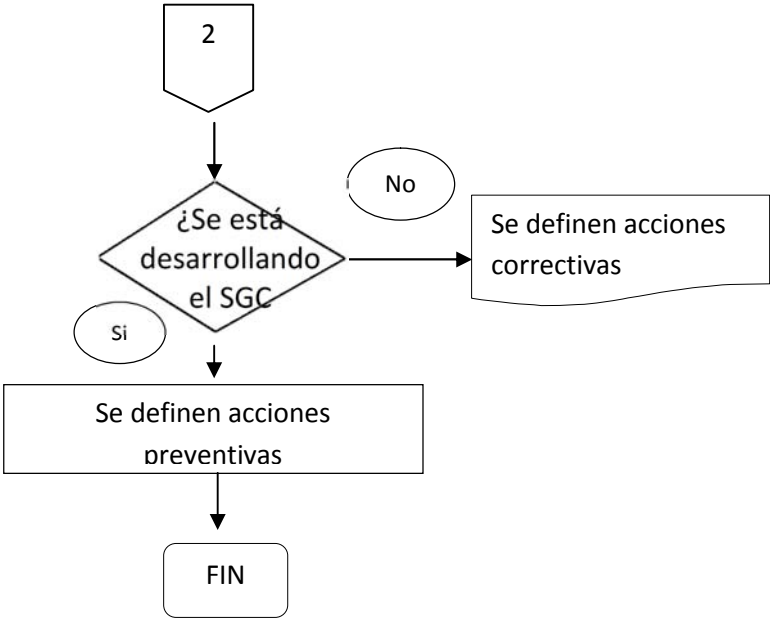 2
No
¿Se está
desarrollando
el SGC
Se definen acciones
correctivas
Si
Se definen acciones
preventivas
FIN